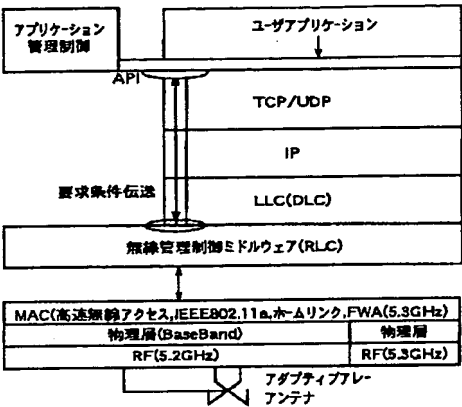 アプリケーション
管理制御
ユーザアプリケーション
API
TCP/UDP
IP
要求条件伝送
LLC(DLC)
無線管理制御ミドルウェア(RLC)
MAC(高速無線アクセス,IEEE802.11a,ホームリンク,FWA(5.3GHz)
物理層(BaseBand)
物理層
RF(5.2GHz)
RF(5.3GHz)
アダプティブアレー
アンテナ